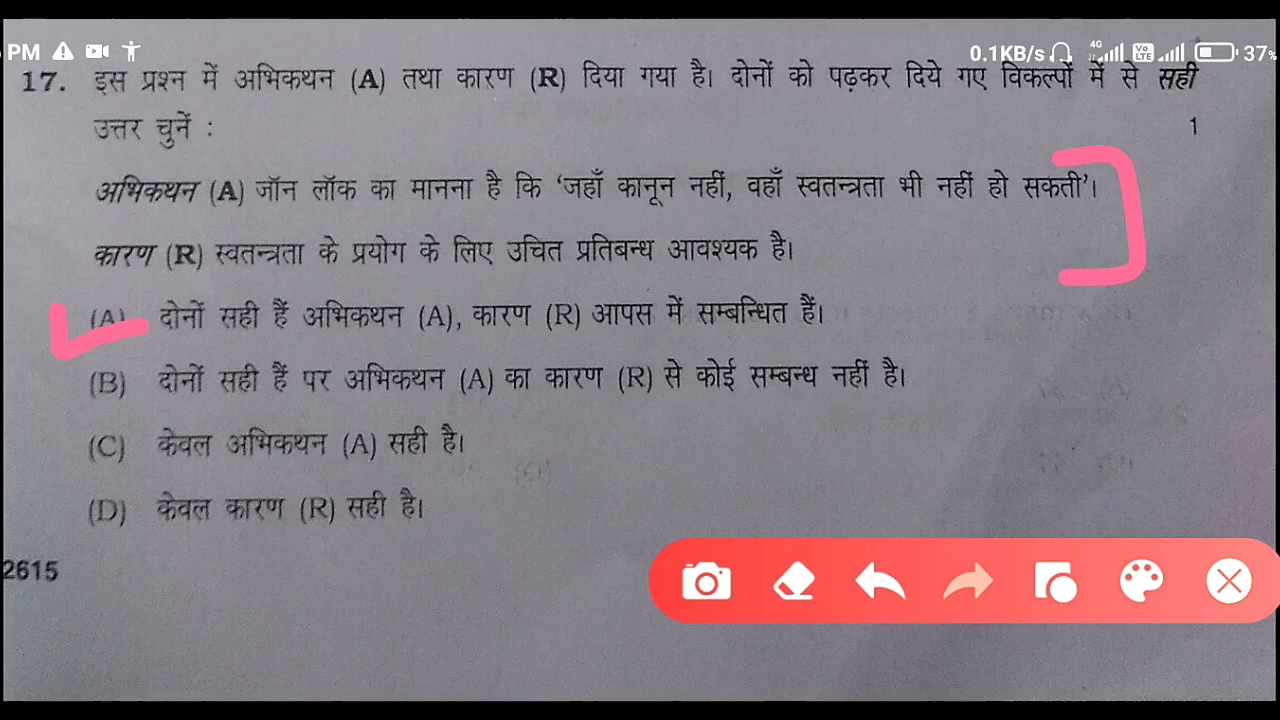 PM 0.1KB/s 4G Vo LTE 37%
17. इस प्रश्न में अभिकथन (A) तथा कारण (R) दिया गया है। दोनों को पढ़कर दिये गए विकल्पों में से सही
उत्तर चुनें : 1
अभिकथन (A) जॉन लॉक का मानना है कि ‘जहाँ कानून नहीं, वहाँ स्वतन्त्रता भी नहीं हो सकती’।
कारण (R) स्वतन्त्रता के प्रयोग के लिए उचित प्रतिबन्ध आवश्यक है।
(A) दोनों सही हैं अभिकथन (A), कारण (R) आपस में सम्बन्धित हैं।
(B) दोनों सही हैं पर अभिकथन (A) का कारण (R) से कोई सम्बन्ध नहीं है।
(C) केवल अभिकथन (A) सही है।
(D) केवल कारण (R) सही है।
2615